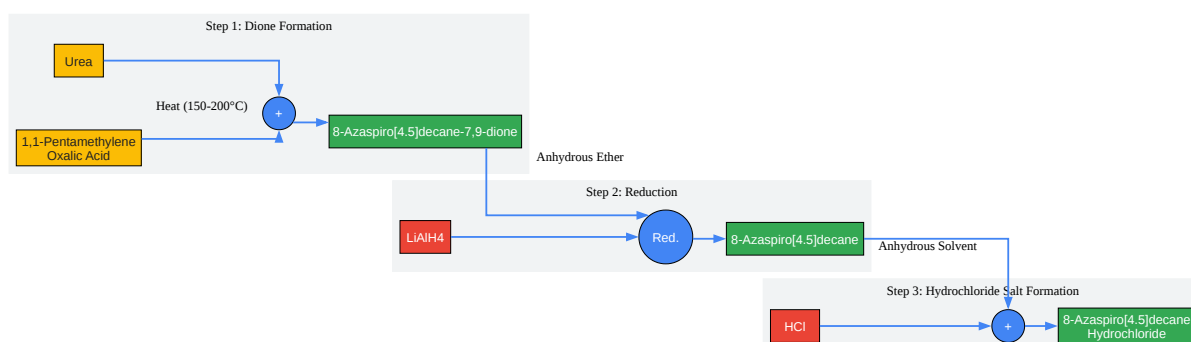 Step 1: Dione Formation
Urea
Heat (150-200°C)
+
1,1-Pentamethylene
Oxalic Acid
8-Azaspiro[4.5]decane-7,9-dione
Anhydrous Ether
Step 2: Reduction
LiAlH4
Red.
8-Azaspiro[4.5]decane
Anhydrous Solvent
Step 3: Hydrochloride Salt Formation
HCl
+
8-Azaspiro[4.5]decane
Hydrochloride